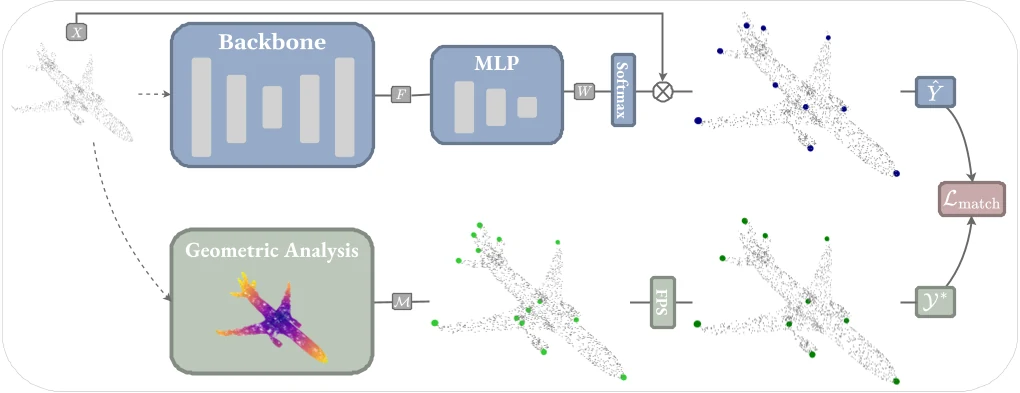 X
Backbone
F
MLP
W
Softmax
⊗
Ŷ
ℒmatch
Geometric Analysis
ℳ
FPS
𝒴*